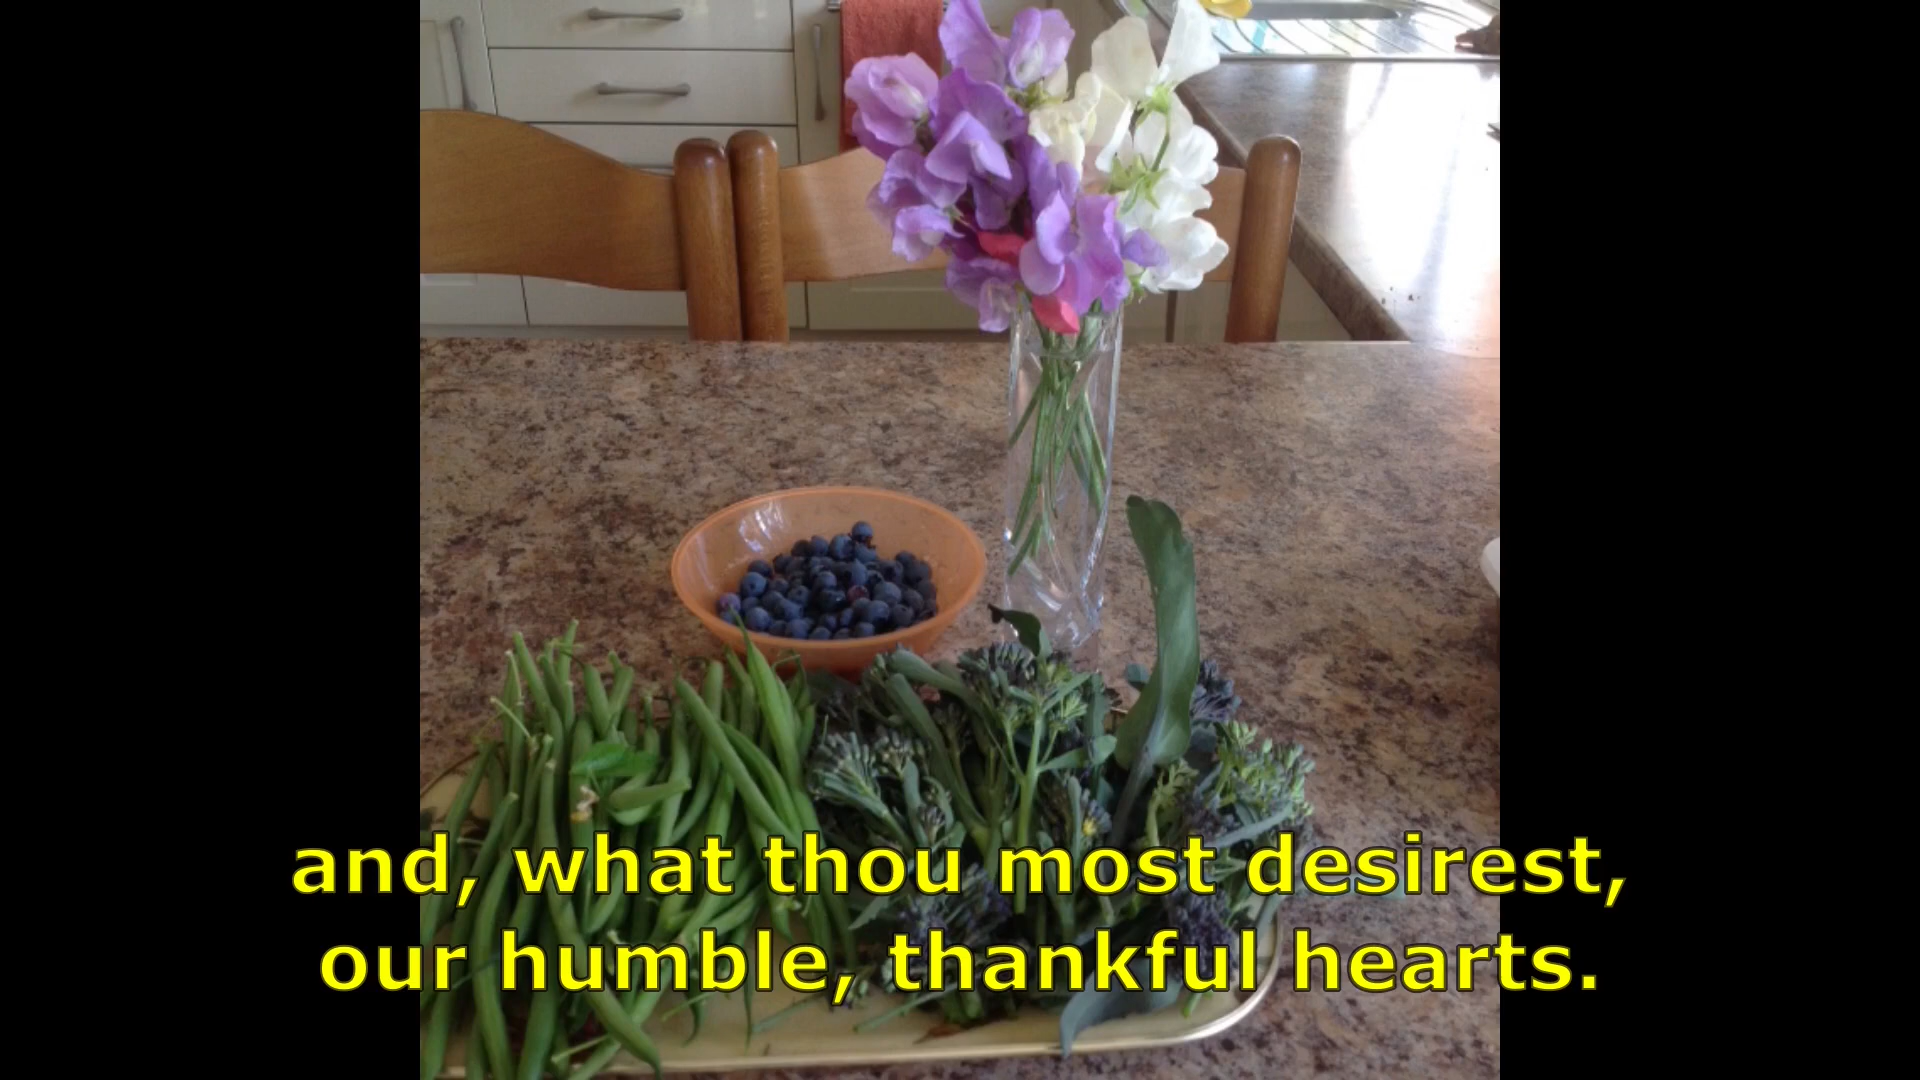 and, what thou most desirest,
our humble, thankful hearts.